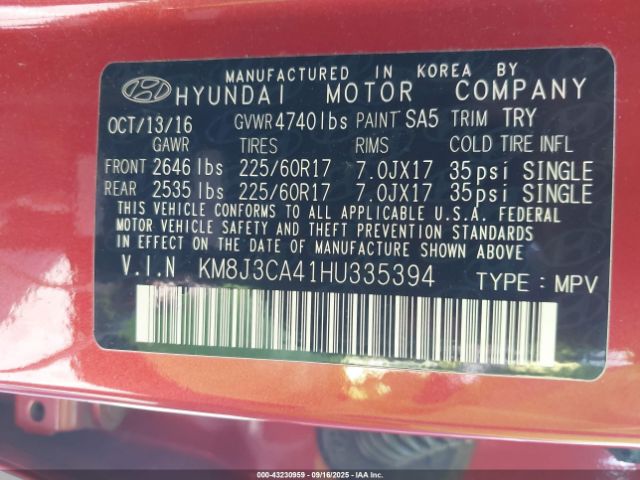 MANUFACTURED IN KOREA BY
HYUNDAI MOTOR COMPANY
OCT/13/16 GVWR 4740lbs PAINT SA5 TRIM TRY
GAWR TIRES RIMS COLD TIRE INFL
FRONT 2646lbs 225/60R17 7.0JX17 35psi SINGLE
REAR 2535lbs 225/60R17 7.0JX17 35psi SINGLE
THIS VEHICLE CONFORMS TO ALL APPLICABLE U.S.A. FEDERAL
MOTOR VEHICLE SAFETY AND THEFT PREVENTION STANDARDS
IN EFFECT ON THE DATE OF MANUFACTURE SHOWN ABOVE.
V.I.N KM8J3CA41HU335394 TYPE: MPV
000-43230959 - 09/16/2025 - IAAI.COM